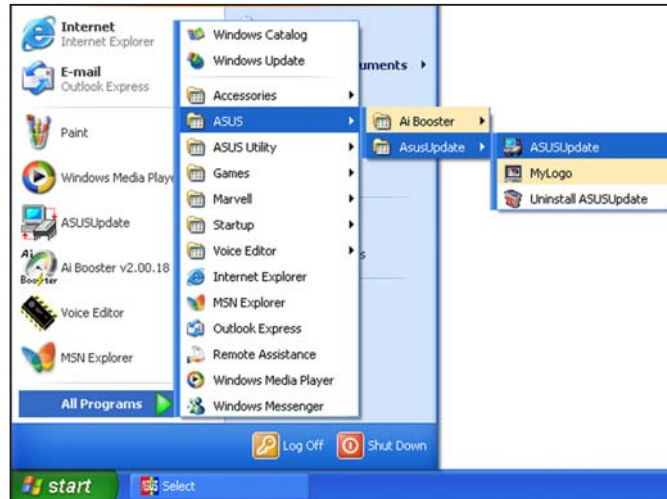 Internet
Internet Explorer
E-mail
Outlook Express
Paint
Windows Media Playe
ASUSUpdate
Ai Booster v2.00.18
Voice Editor
MSN Explorer
All Programs
Windows Catalog
Windows Update
Accessories
ASUS
ASUS Utility
Games
Marvell
Startup
Voice Editor
Internet Explorer
MSN Explorer
Outlook Express
Remote Assistance
Windows Media Player
Windows Messenger
uments
s
Ai Booster
AsusUpdate
ASUSUpdate
MyLogo
Uninstall ASUSUpdate
Log Off
Shut Down
start
Select